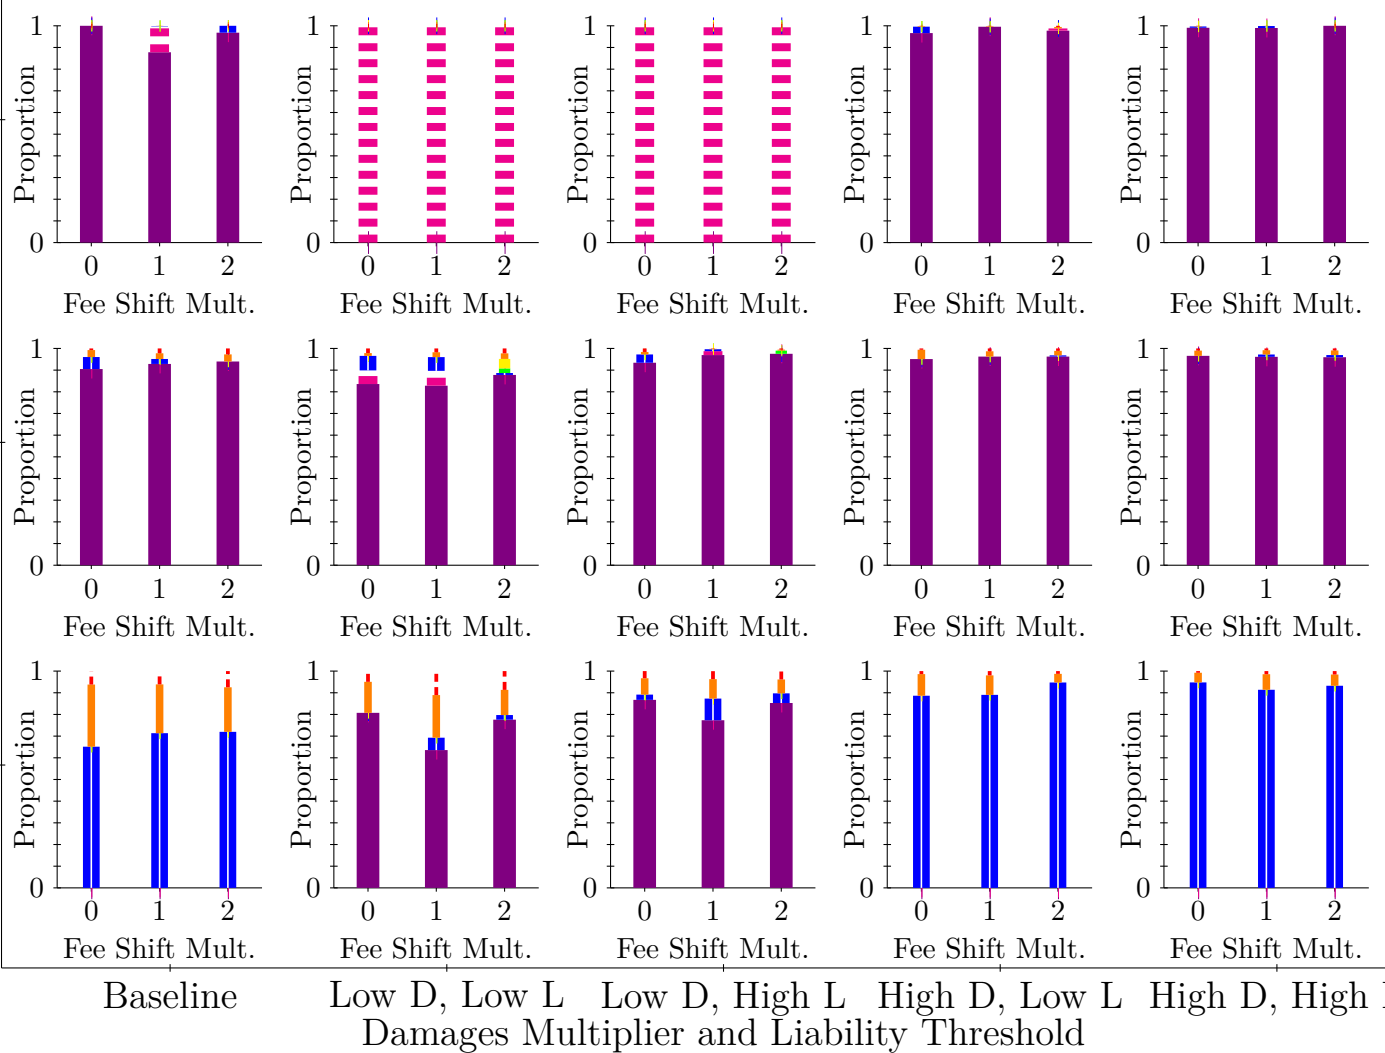 1 1 1 1 1
Proportion Proportion Proportion Proportion Proportion
0 0 0 0 0
0 1 2 0 1 2 0 1 2 0 1 2 0 1 2
Fee Shift Mult. Fee Shift Mult. Fee Shift Mult. Fee Shift Mult. Fee Shift Mult.
1 1 1 1 1
Proportion Proportion Proportion Proportion Proportion
0 0 0 0 0
0 1 2 0 1 2 0 1 2 0 1 2 0 1 2
Fee Shift Mult. Fee Shift Mult. Fee Shift Mult. Fee Shift Mult. Fee Shift Mult.
1 1 1 1 1
Proportion Proportion Proportion Proportion Proportion
0 0 0 0 0
0 1 2 0 1 2 0 1 2 0 1 2 0 1 2
Fee Shift Mult. Fee Shift Mult. Fee Shift Mult. Fee Shift Mult. Fee Shift Mult.
Baseline Low D, Low L Low D, High L High D, Low L High D, High
Damages Multiplier and Liability Threshold